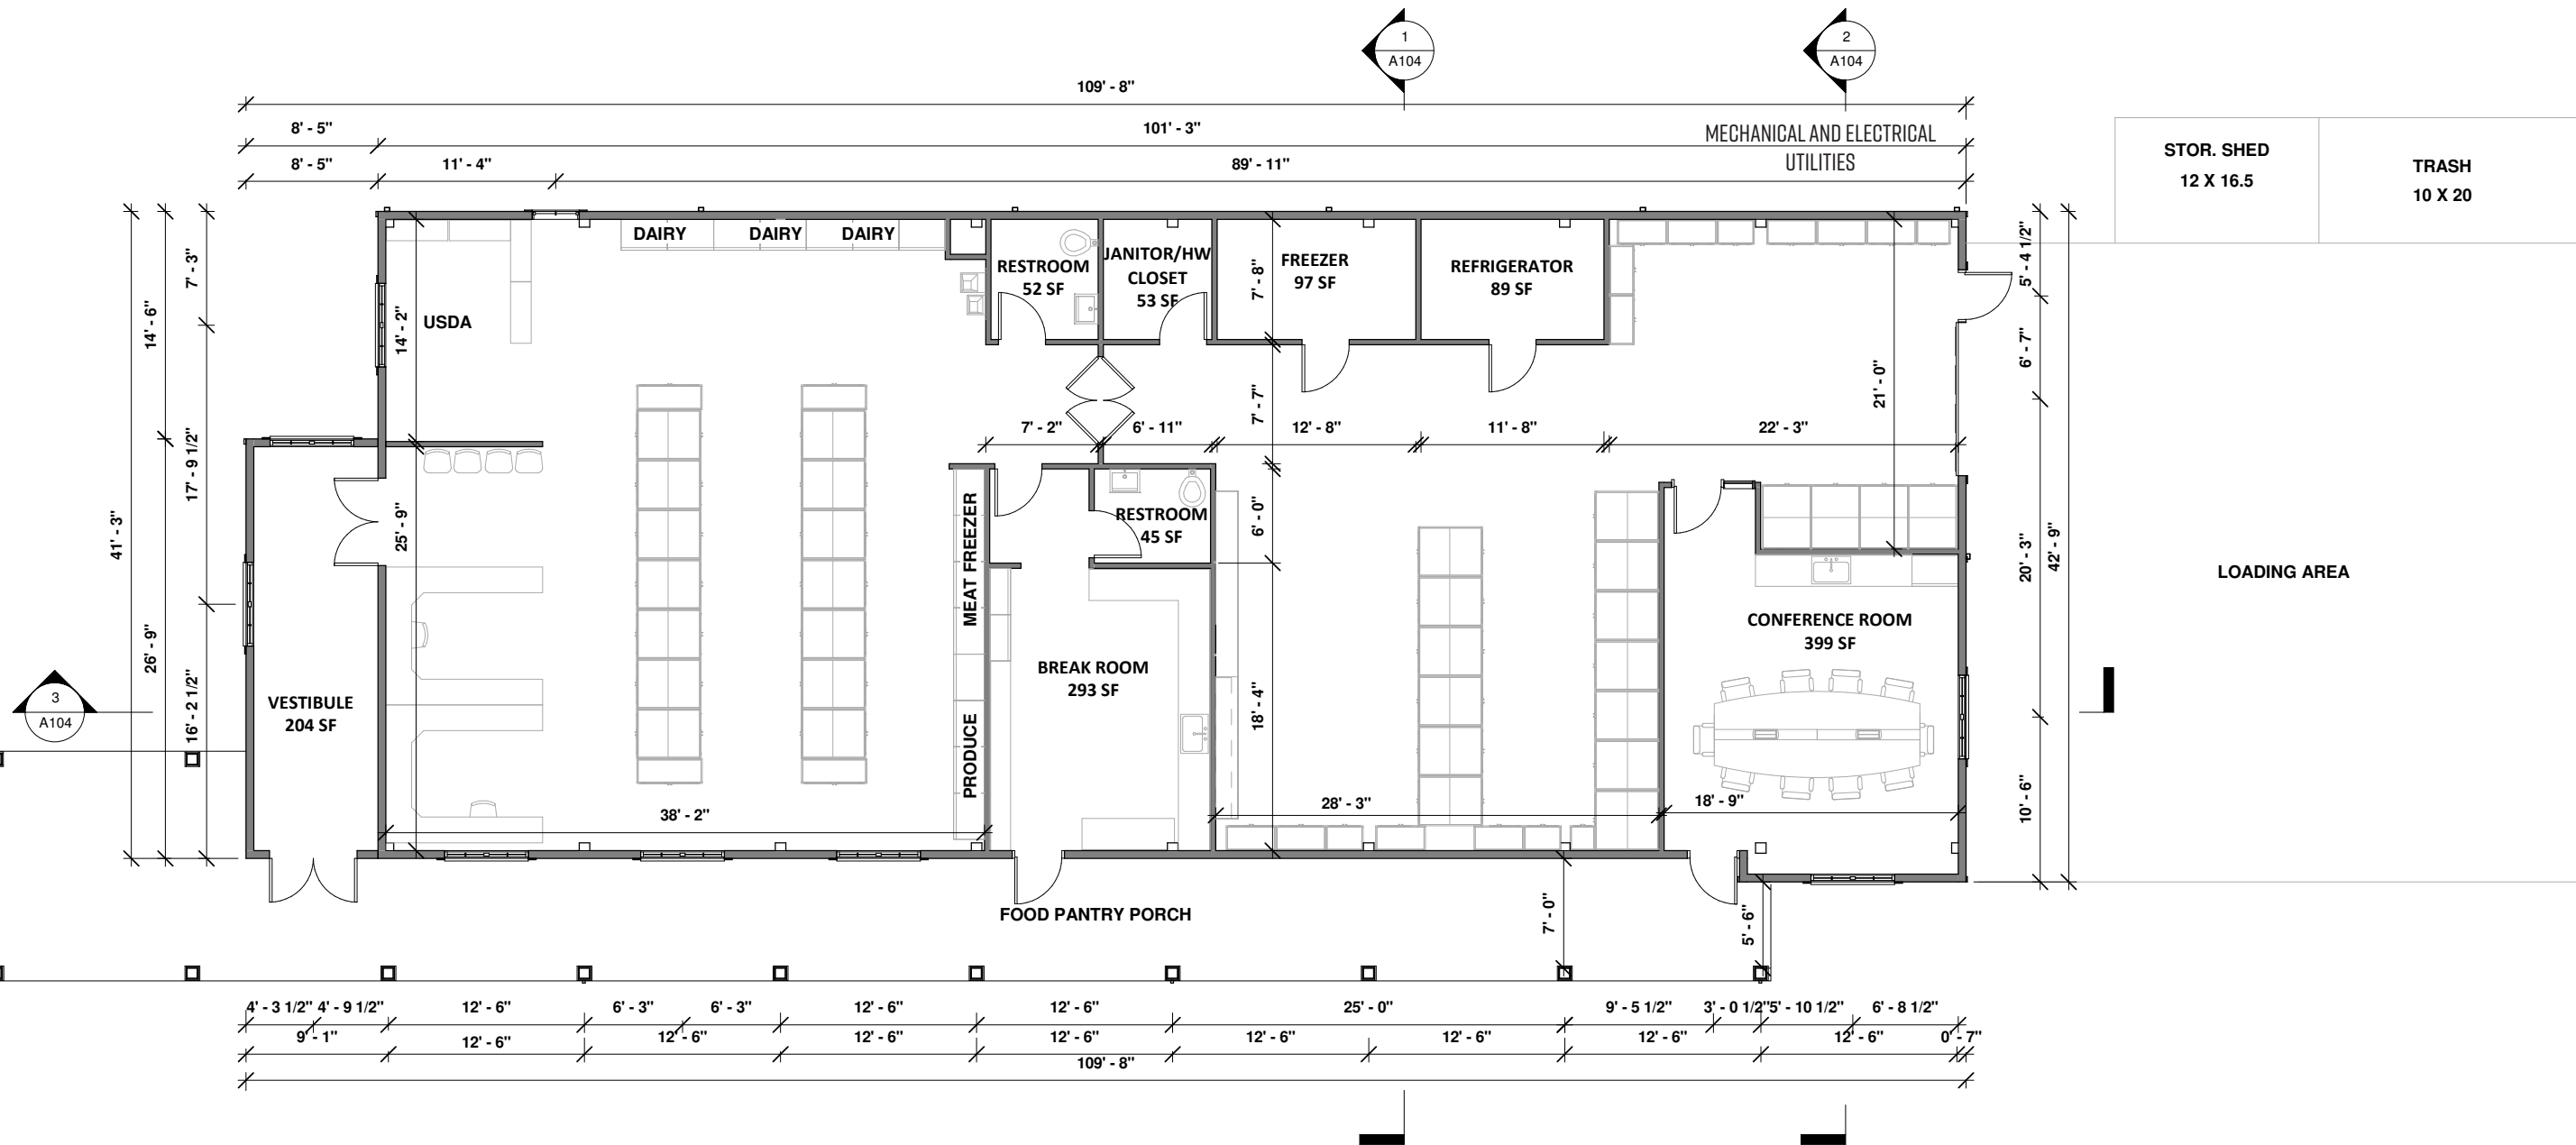 1
A104
2
A104
109' - 8"
8' - 5"
101' - 3"
MECHANICAL AND ELECTRICAL
UTILITIES
8' - 5"
11' - 4"
89' - 11"
STOR. SHED
12 X 16.5
TRASH
10 X 20
DAIRY
DAIRY
DAIRY
RESTROOM
52 SF
JANITOR/HW
CLOSET
53 SF
FREEZER
97 SF
REFRIGERATOR
89 SF
USDA
7' - 3"
14' - 6"
14' - 2"
7' - 8"
5' - 4 1/2"
6' - 7"
21' - 0"
7' - 7"
7' - 2"
6' - 11"
12' - 8"
11' - 8"
22' - 3"
17' - 9 1/2"
41' - 3"
25' - 9"
MEAT FREEZER
RESTROOM
45 SF
6' - 0"
20' - 3"
42' - 9"
LOADING AREA
CONFERENCE ROOM
399 SF
BREAK ROOM
293 SF
26' - 9"
3
A104
VESTIBULE
204 SF
16' - 2 1/2"
PRODUCE
18' - 4"
38' - 2"
28' - 3"
18' - 9"
10' - 6"
FOOD PANTRY PORCH
7' - 0"
5' - 6"
4' - 3 1/2"
4' - 9 1/2"
12' - 6"
6' - 3"
6' - 3"
12' - 6"
12' - 6"
25' - 0"
9' - 5 1/2"
3' - 0 1/2"
5' - 10 1/2"
6' - 8 1/2"
9' - 1"
12' - 6"
12' - 6"
12' - 6"
12' - 6"
12' - 6"
12' - 6"
12' - 6"
12' - 6"
0' - 7"
109' - 8"